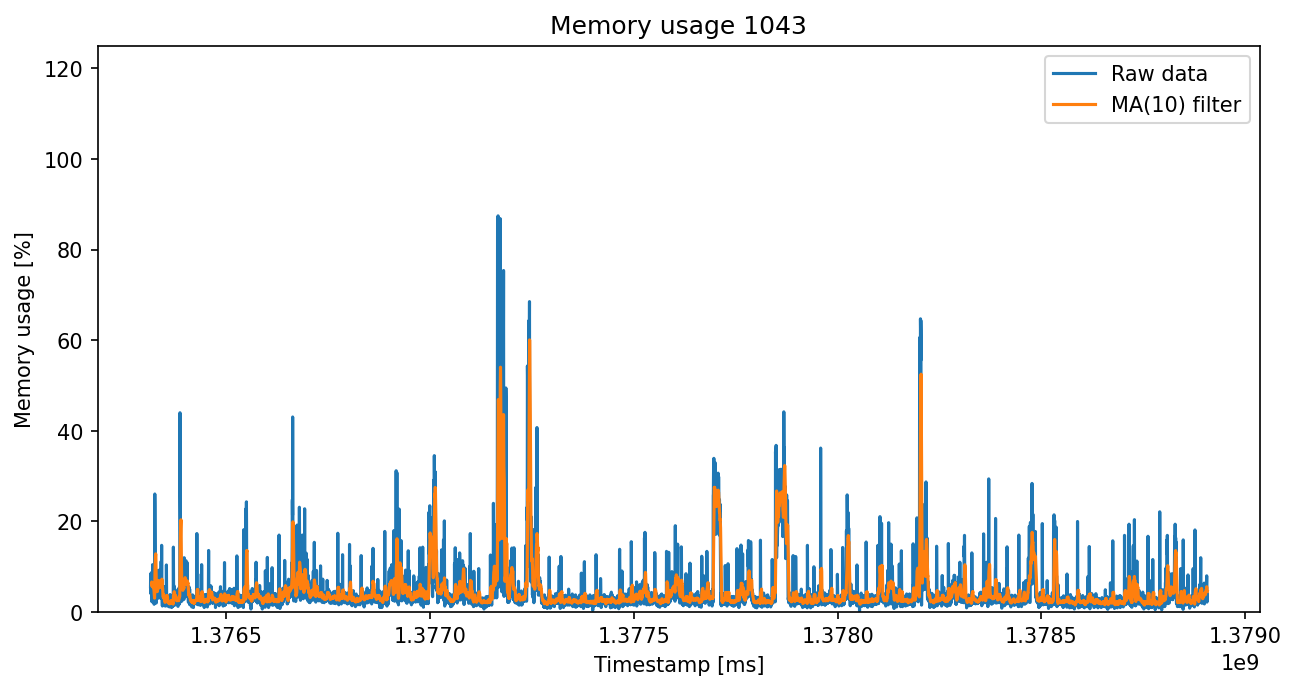 Memory usage 1043
Raw data
MA(10) filter
Memory usage [%]
120
100
80
60
40
20
0
1.3765 1.3770 1.3775 1.3780 1.3785 1.3790
1e9
Timestamp [ms]